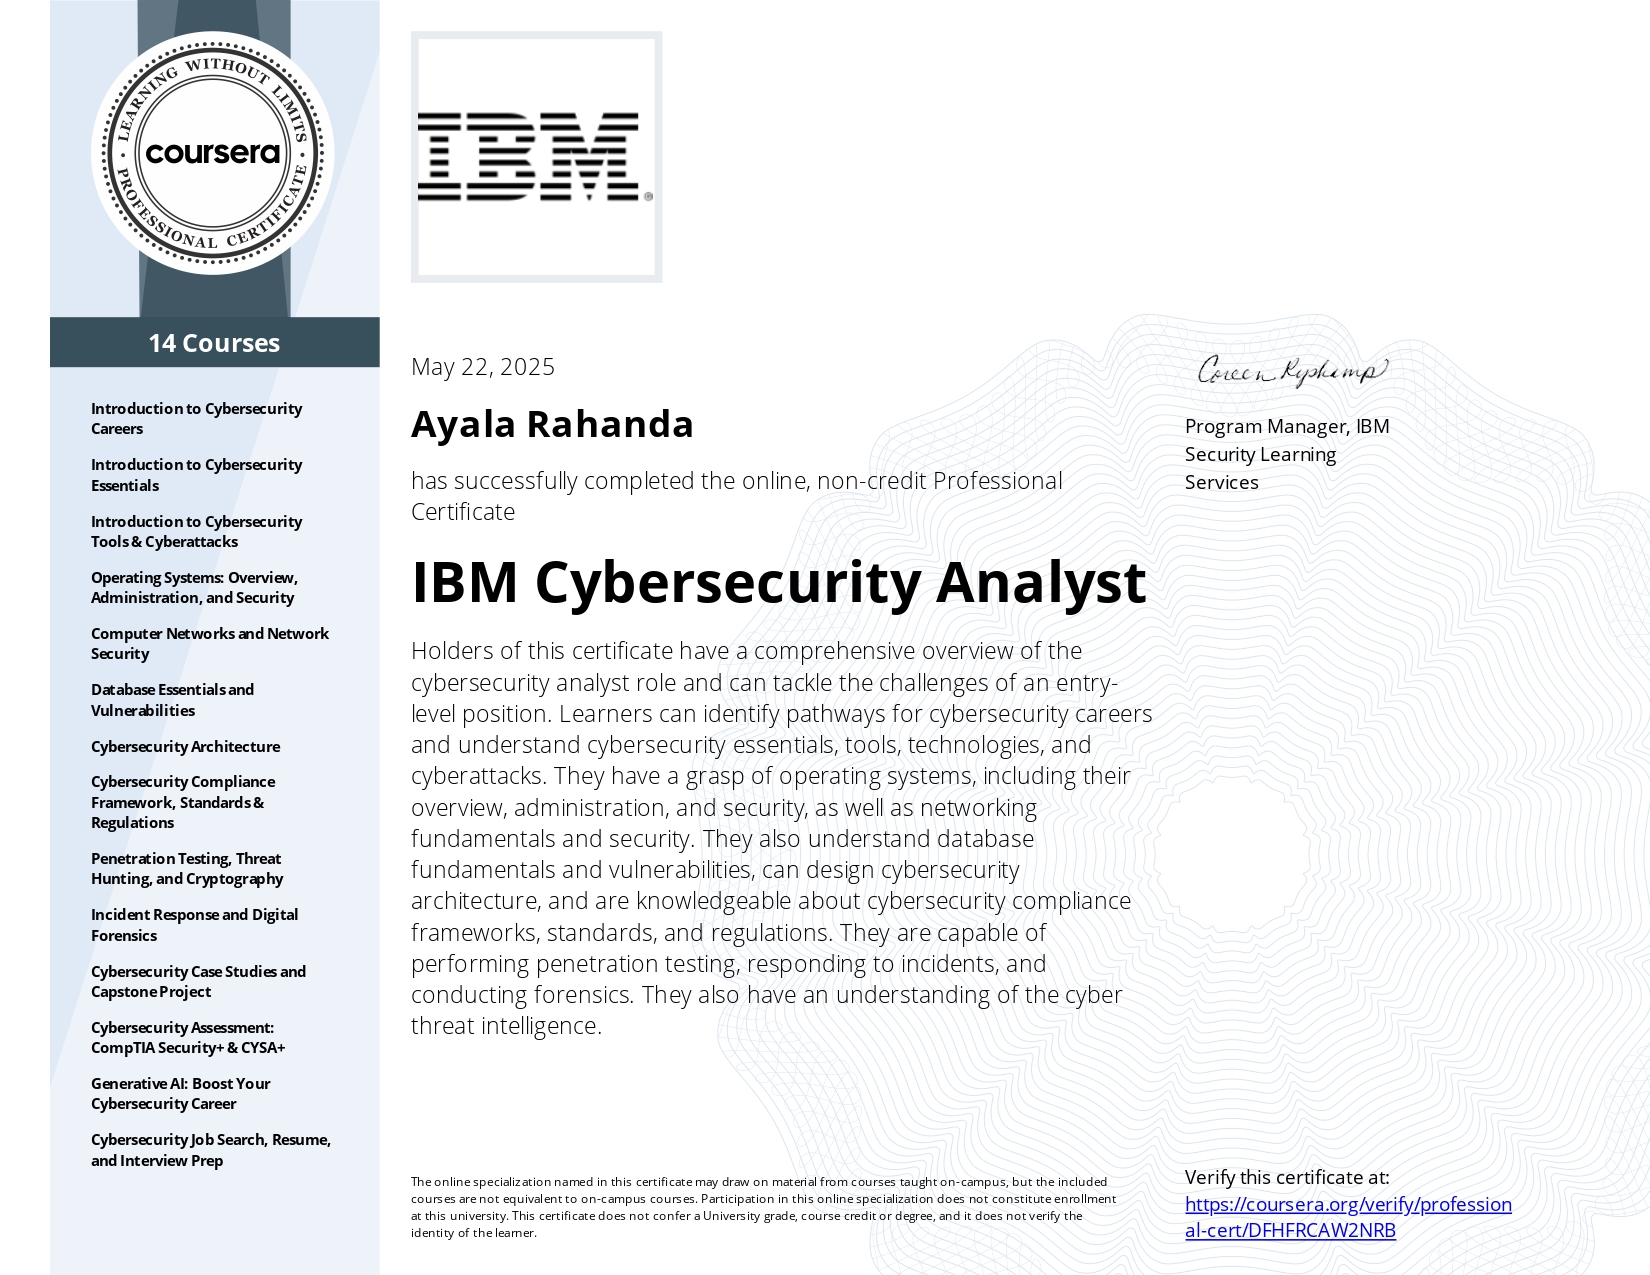 LEARNING WITHOUT LIMITS
coursera
PROFESSIONAL CERTIFICATE
IBM®
14 Courses
Introduction to Cybersecurity
Careers
Introduction to Cybersecurity
Essentials
Introduction to Cybersecurity
Tools & Cyberattacks
Operating Systems: Overview,
Administration, and Security
Computer Networks and Network
Security
Database Essentials and
Vulnerabilities
Cybersecurity Architecture
Cybersecurity Compliance
Framework, Standards &
Regulations
Penetration Testing, Threat
Hunting, and Cryptography
Incident Response and Digital
Forensics
Cybersecurity Case Studies and
Capstone Project
Cybersecurity Assessment:
CompTIA Security+ & CYSA+
Generative AI: Boost Your
Cybersecurity Career
Cybersecurity Job Search, Resume,
and Interview Prep
May 22, 2025
Ayala Rahanda
has successfully completed the online, non-credit Professional
Certificate
IBM Cybersecurity Analyst
Holders of this certificate have a comprehensive overview of the
cybersecurity analyst role and can tackle the challenges of an entry-
level position. Learners can identify pathways for cybersecurity careers
and understand cybersecurity essentials, tools, technologies, and
cyberattacks. They have a grasp of operating systems, including their
overview, administration, and security, as well as networking
fundamentals and security. They also understand database
fundamentals and vulnerabilities, can design cybersecurity
architecture, and are knowledgeable about cybersecurity compliance
frameworks, standards, and regulations. They are capable of
performing penetration testing, responding to incidents, and
conducting forensics. They also have an understanding of the cyber
threat intelligence.
The online specialization named in this certificate may draw on material from courses taught on-campus, but the included
courses are not equivalent to on-campus courses. Participation in this online specialization does not constitute enrollment
at this university. This certificate does not confer a University grade, course credit or degree, and it does not verify the
identity of the learner.
Coreen Ryskamp
Program Manager, IBM
Security Learning
Services
Verify this certificate at:
https://coursera.org/verify/profession
al-cert/DFHFRCAW2NRB